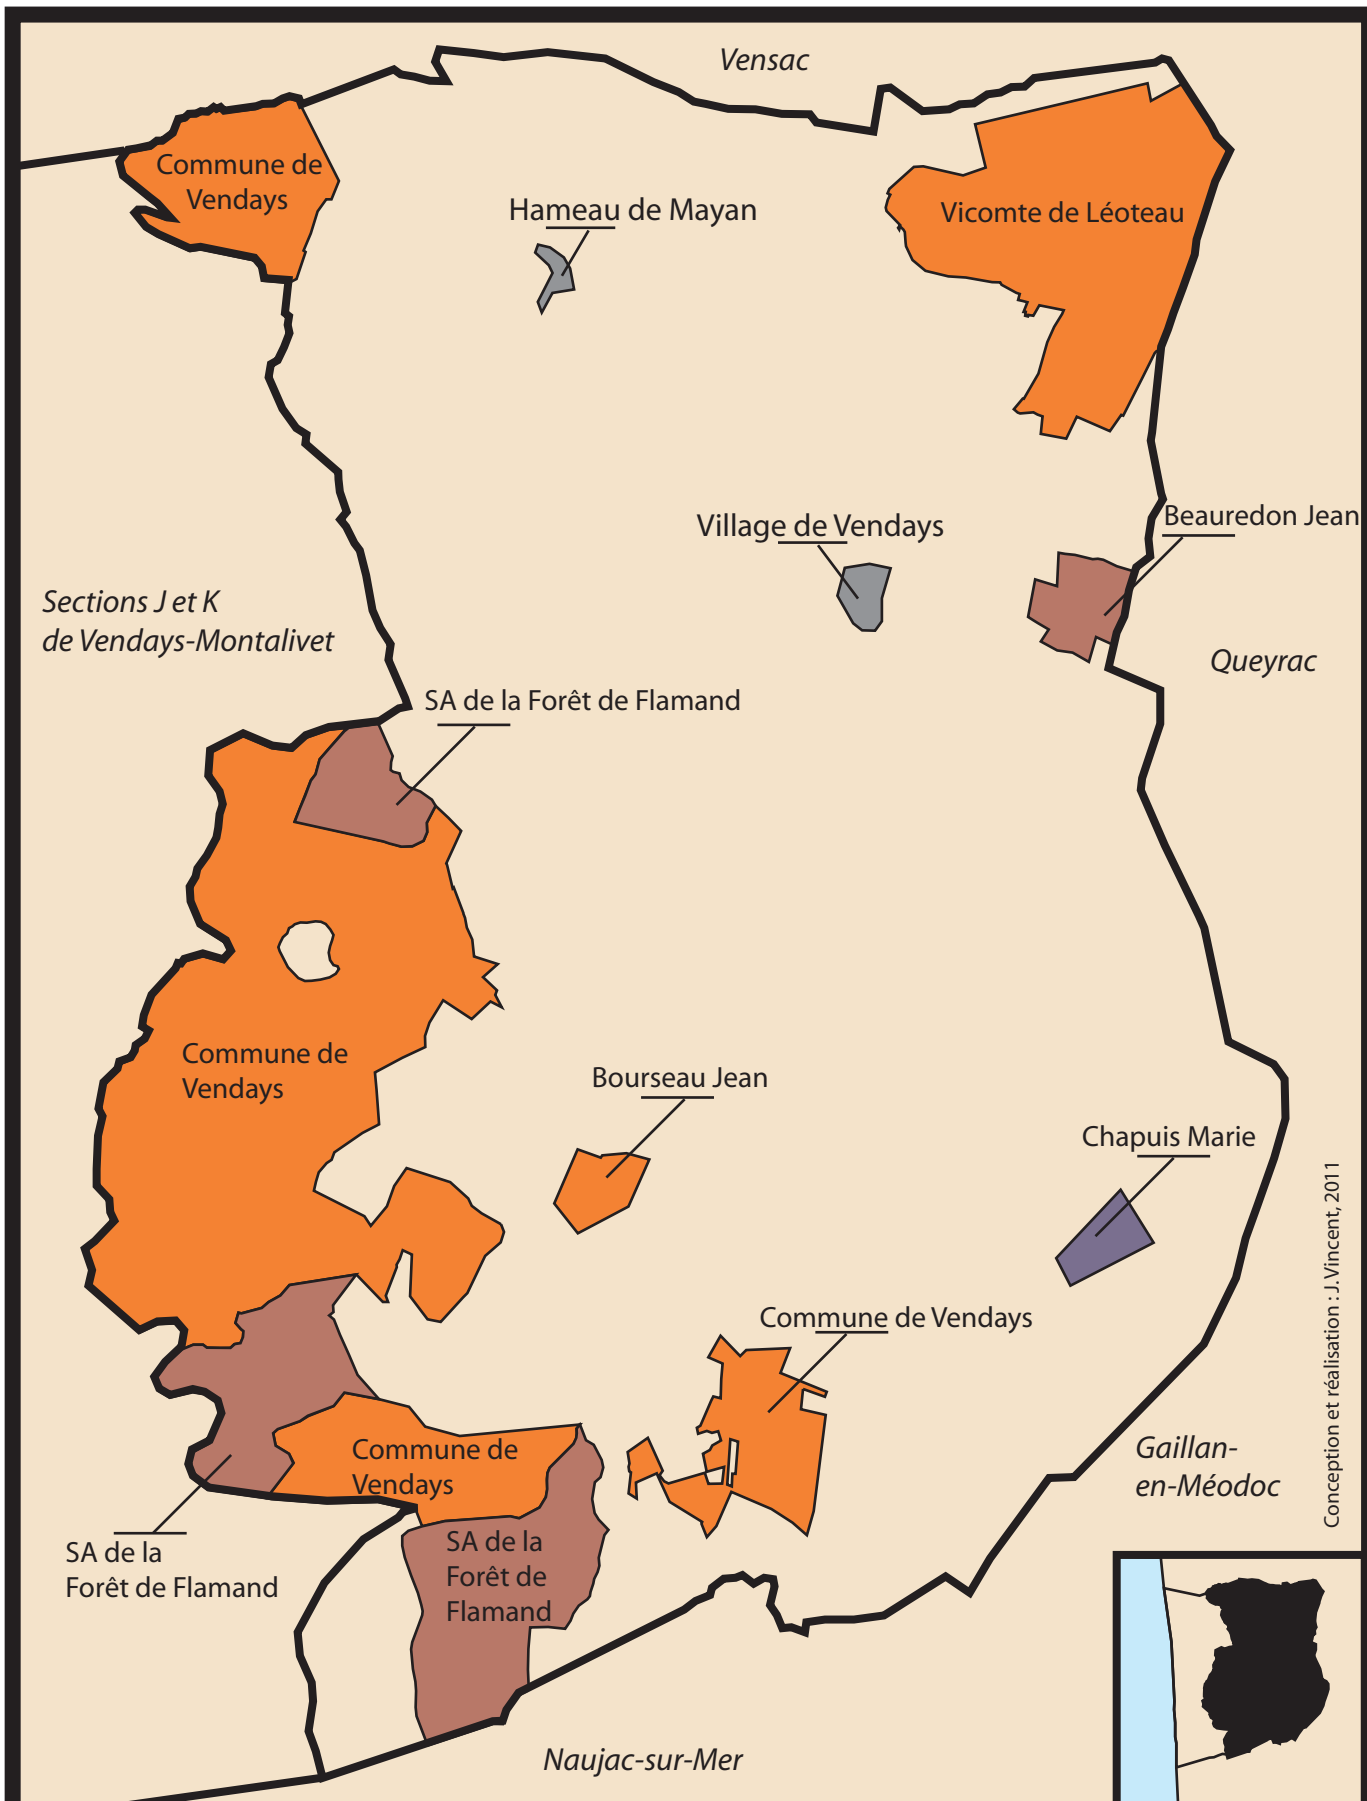 Vensac
Commune de
Vendays
Hameau de Mayan
Vicomte de Léoteau
Village de Vendays
Beauredon Jean
Sections J et K
de Vendays-Montalivet
Queyrac
SA de la Forêt de Flamand
Commune de
Vendays
Bourseau Jean
Chapuis Marie
Commune de Vendays
Conception et réalisation : J. Vincent, 2011
Commune de
Vendays
Gaillan-
en-Méodoc
SA de la
Forêt de Flamand
SA de la
Forêt de
Flamand
Naujac-sur-Mer